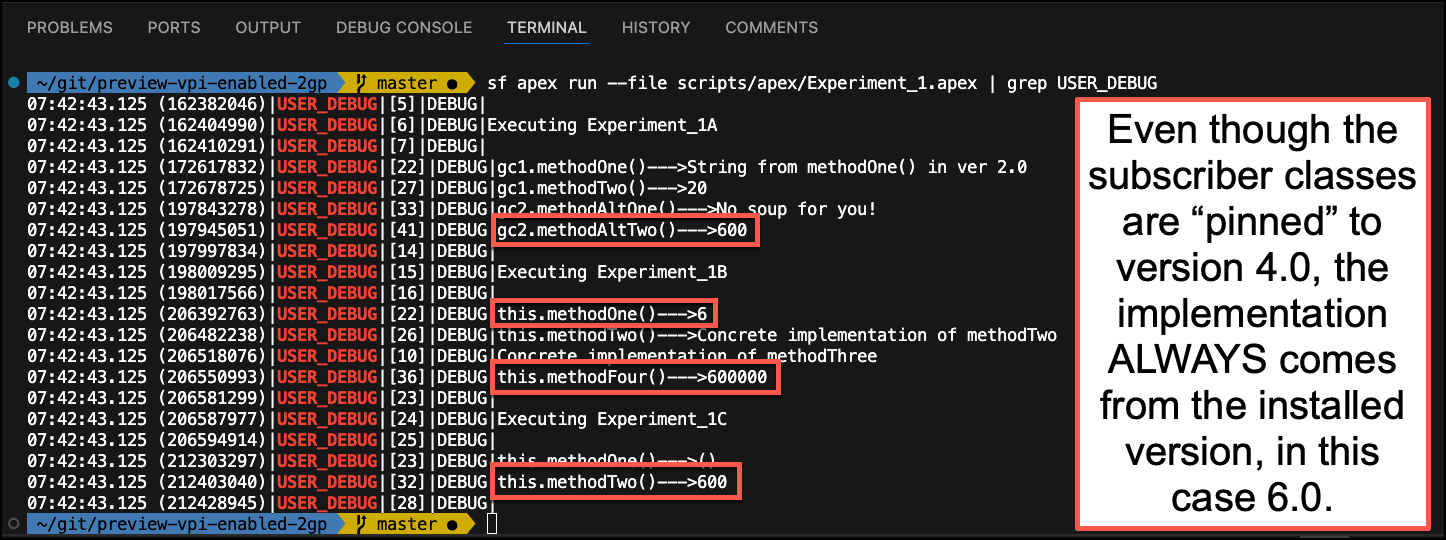 PROBLEMS PORTS OUTPUT DEBUG CONSOLE TERMINAL HISTORY COMMENTS
~/git/preview-vpi-enabled-2gp master ● sf apex run --file scripts/apex/Experiment_1.apex | grep USER_DEBUG
07:42:43.125 (162382046)|USER_DEBUG|[5]|DEBUG|
07:42:43.125 (162404990)|USER_DEBUG|[6]|DEBUG|Executing Experiment_1A
07:42:43.125 (162410291)|USER_DEBUG|[7]|DEBUG|
07:42:43.125 (172617832)|USER_DEBUG|[22]|DEBUG|gc1.methodOne()--->String from methodOne() in ver 2.0
07:42:43.125 (172678725)|USER_DEBUG|[27]|DEBUG|gc1.methodTwo()--->20
07:42:43.125 (197843278)|USER_DEBUG|[33]|DEBUG|gc2.methodAltOne()--->No soup for you!
07:42:43.125 (197945051)|USER_DEBUG|[41]|DEBUG|gc2.methodAltTwo()--->600
07:42:43.125 (197997834)|USER_DEBUG|[14]|DEBUG|
07:42:43.125 (198009295)|USER_DEBUG|[15]|DEBUG|Executing Experiment_1B
07:42:43.125 (198017566)|USER_DEBUG|[16]|DEBUG|
07:42:43.125 (206392763)|USER_DEBUG|[22]|DEBUG|this.methodOne()--->6
07:42:43.125 (206482238)|USER_DEBUG|[26]|DEBUG|this.methodTwo()--->Concrete implementation of methodTwo
07:42:43.125 (206518076)|USER_DEBUG|[10]|DEBUG|Concrete implementation of methodThree
07:42:43.125 (206550993)|USER_DEBUG|[36]|DEBUG|this.methodFour()--->600000
07:42:43.125 (206581299)|USER_DEBUG|[23]|DEBUG|
07:42:43.125 (206587977)|USER_DEBUG|[24]|DEBUG|Executing Experiment_1C
07:42:43.125 (206594914)|USER_DEBUG|[25]|DEBUG|
07:42:43.125 (212303297)|USER_DEBUG|[23]|DEBUG|this.methodOne()--->()
07:42:43.125 (212403040)|USER_DEBUG|[32]|DEBUG|this.methodTwo()--->600
07:42:43.125 (212428945)|USER_DEBUG|[28]|DEBUG|
~/git/preview-vpi-enabled-2gp master ●
Even though the
subscriber classes
are “pinned” to
version 4.0, the
implementation
ALWAYS comes
from the installed
version, in this
case 6.0.